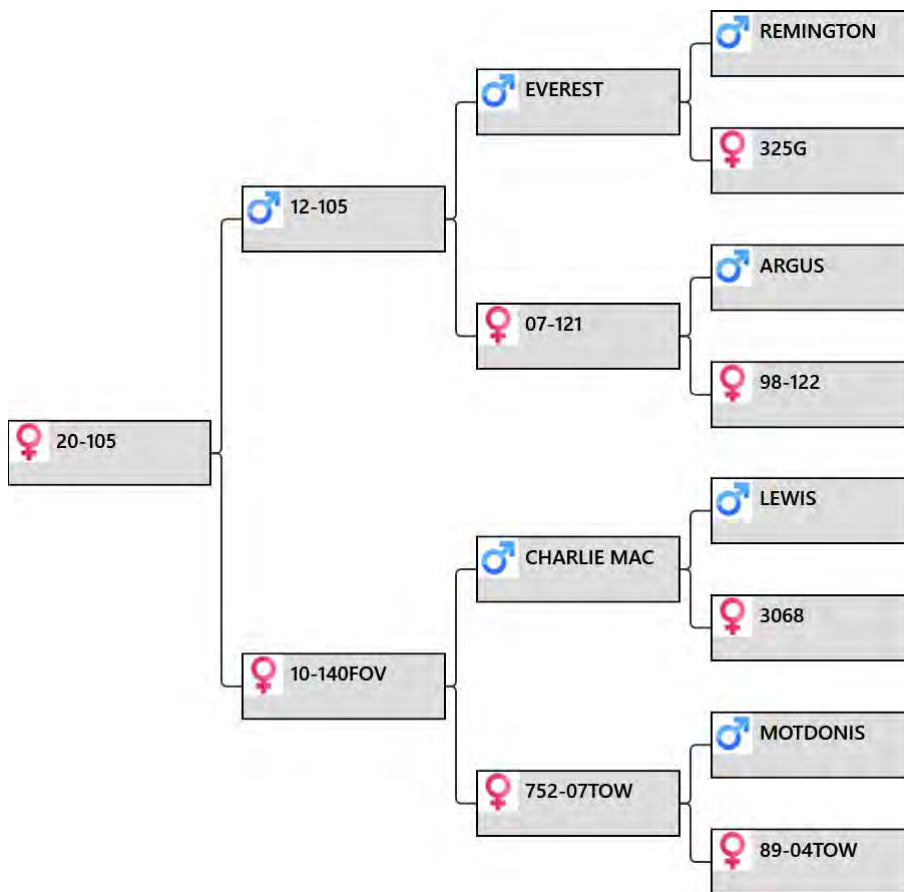 REMINGTON
EVEREST
325G
12-105
ARGUS
07-121
98-122
20-105
LEWIS
CHARLIE MAC
3068
10-140FOV
MOTDONIS
752-07TOW
89-04TOW